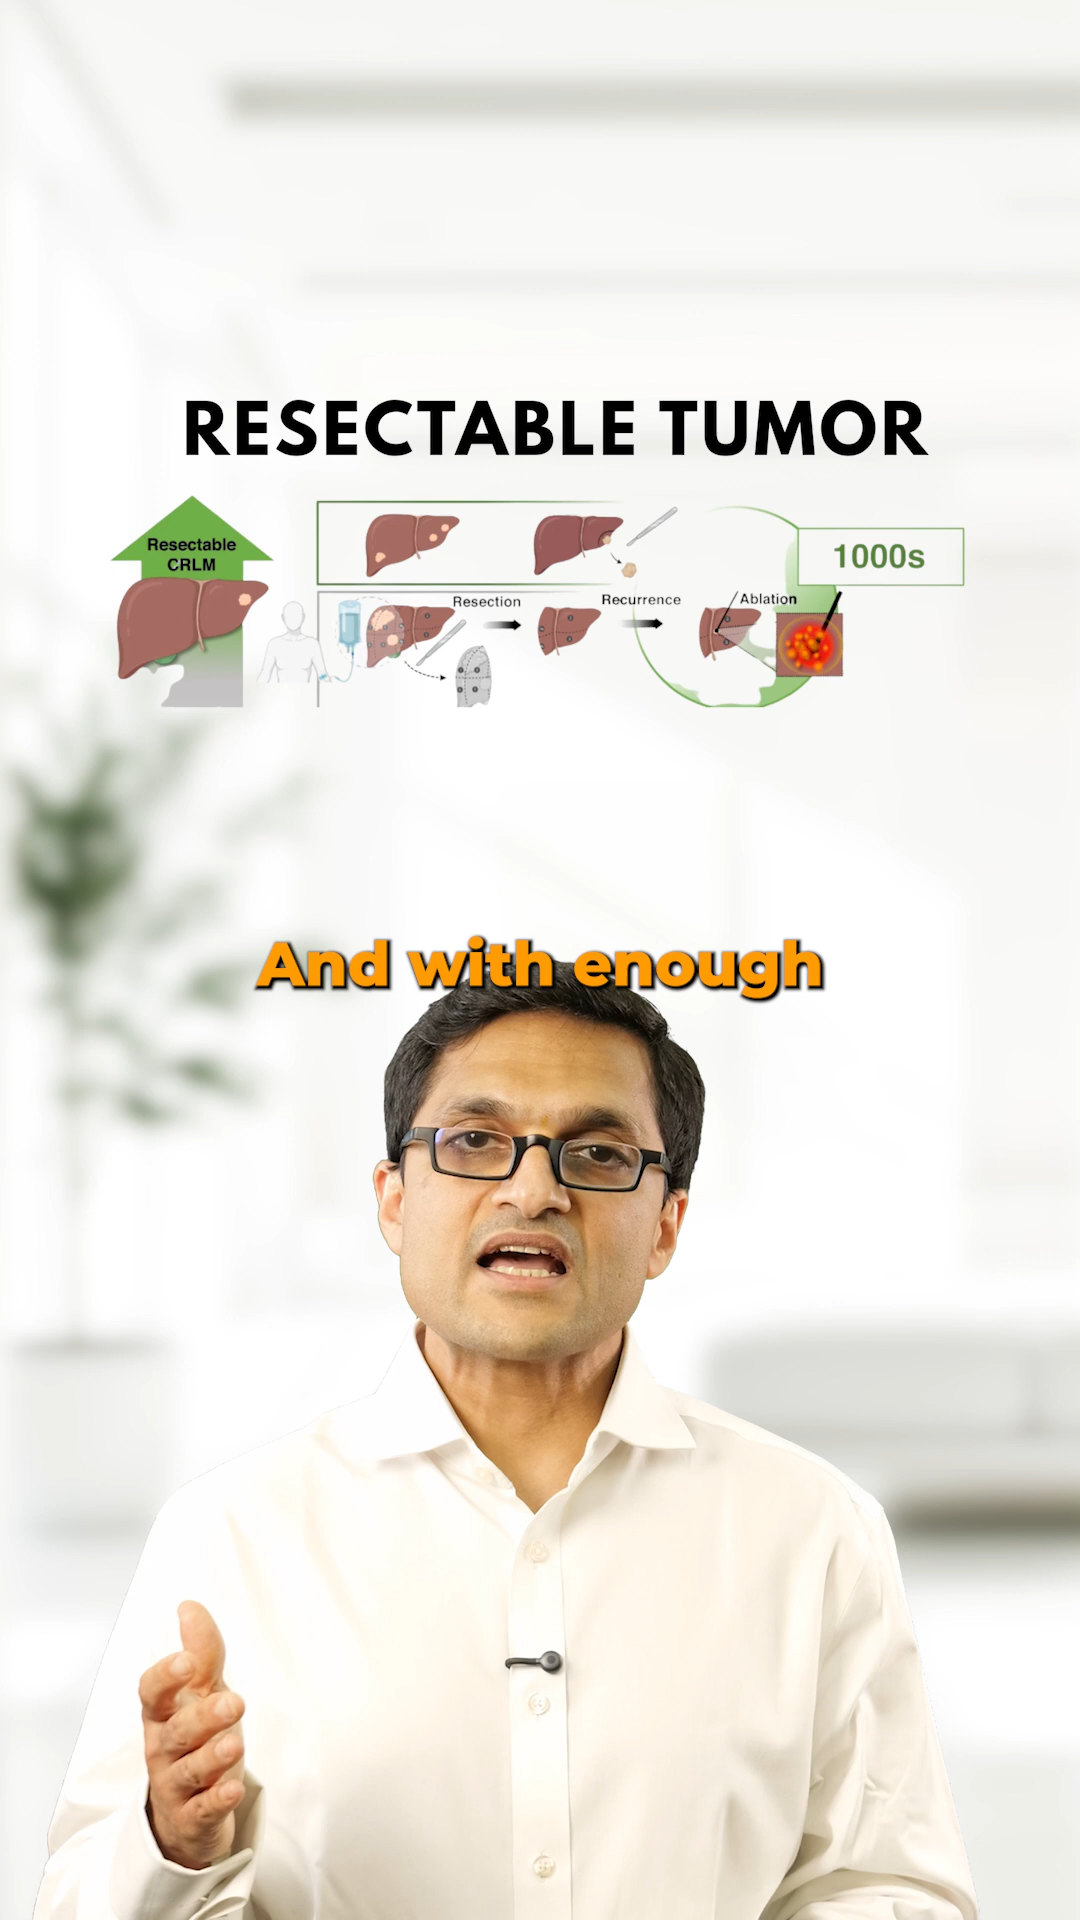 RESECTABLE TUMOR
Resectable
CRLM
1000s
Resection
Recurrence
Ablation
And with enough